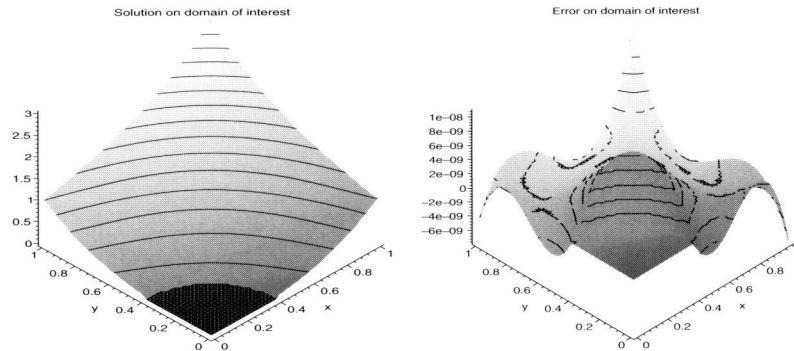 Solution on domain of interest
3
2.5
2
1.5
1
0.5
0
1
0.8
0.6
y
0.4
0.2
0
0
0.2
0.4
x
0.6
0.8
1
Error on domain of interest
1e−08
8e−09
6e−09
4e−09
2e−09
0
−2e−09
−4e−09
−6e−09
1
0.8
0.6
y
0.4
0.2
0
0
0.2
0.4
x
0.6
0.8